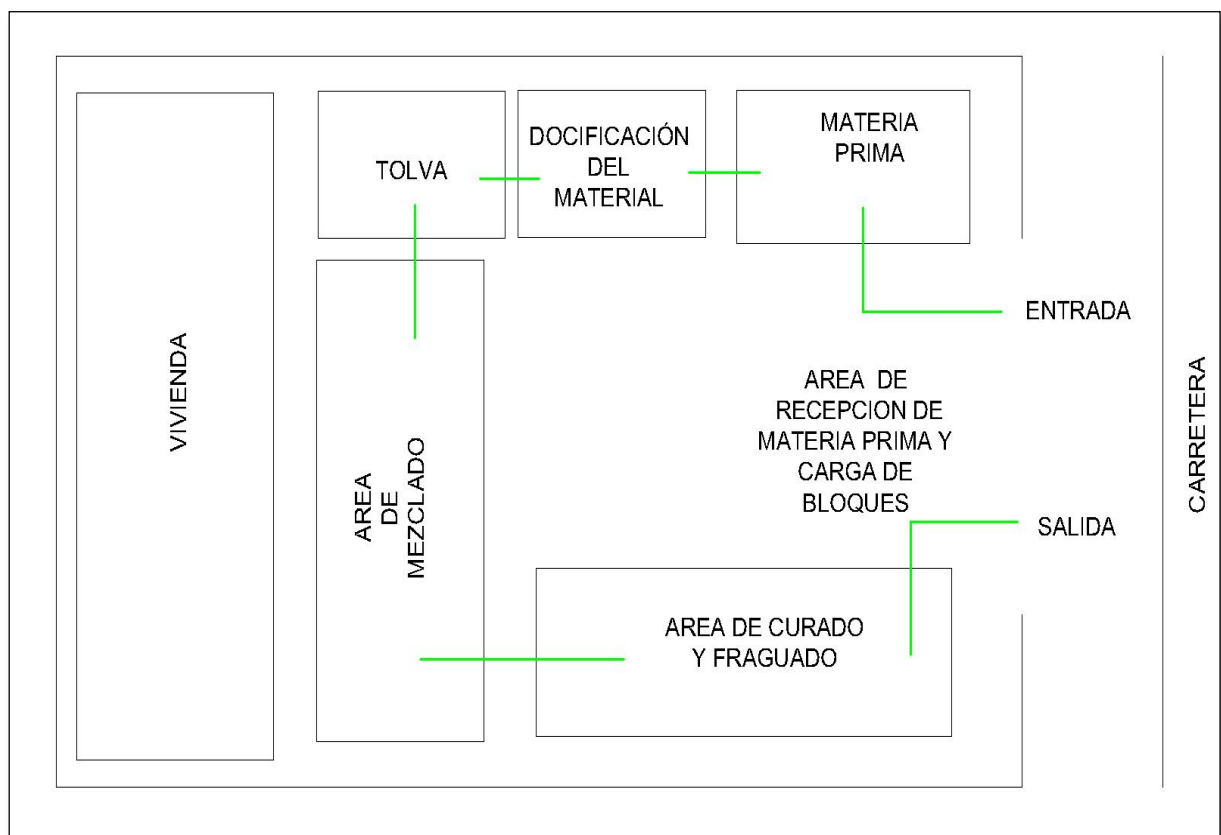 TOLVA
DOCIFICACIÓN
DEL
MATERIAL
MATERIA
PRIMA
VIVIENDA
AREA
DE
MEZCLADO
ENTRADA
AREA DE
RECEPCION DE
MATERIA PRIMA Y
CARGA DE
BLOQUES
SALIDA
CARRETERA
AREA DE CURADO
Y FRAGUADO